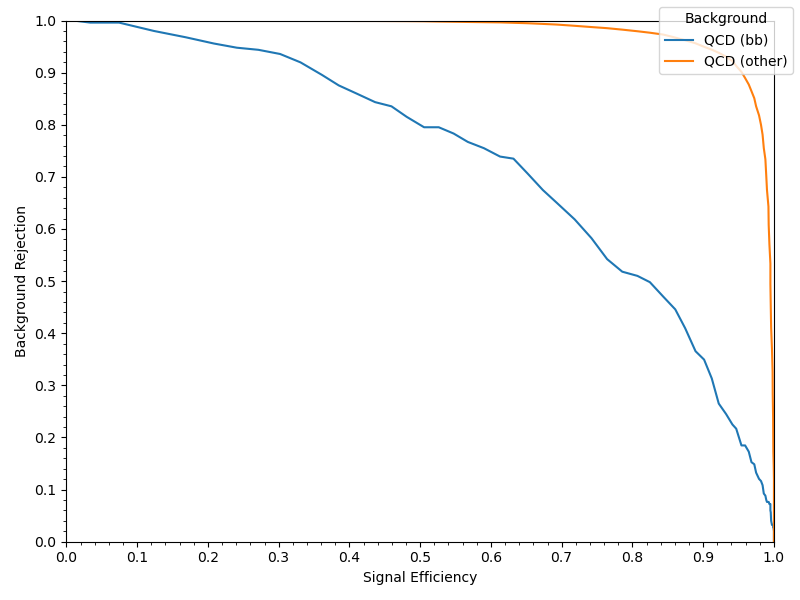 Background
QCD (bb)
QCD (other)
1.0
0.9
0.8
0.7
0.6
0.5
0.4
0.3
0.2
0.1
0.0
Background Rejection
0.0 0.1 0.2 0.3 0.4 0.5 0.6 0.7 0.8 0.9 1.0
Signal Efficiency